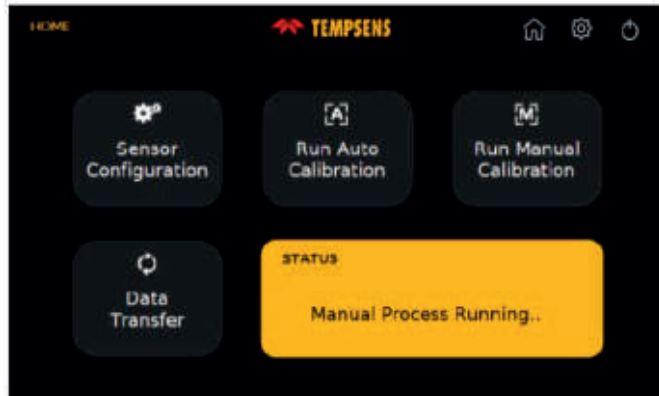 HOME
TEMPSENS
[A]
[M]
Sensor
Configuration
Run Auto
Calibration
Run Manual
Calibration
Data
Transfer
STATUS
Manual Process Running..